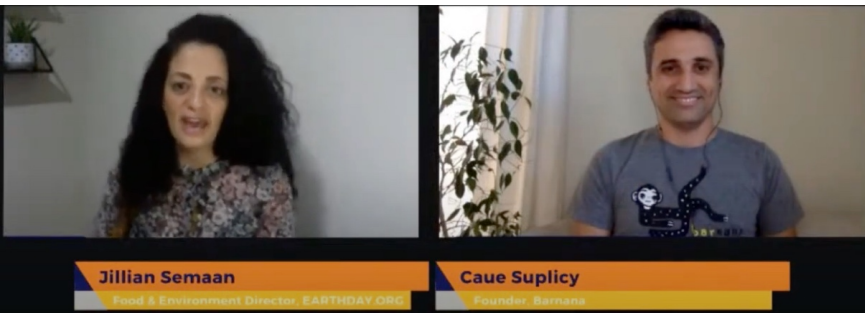 Jillian Semaan
Food & Environment Director, EARTHDAY.ORG
Caue Suplicy
Founder, Barnana